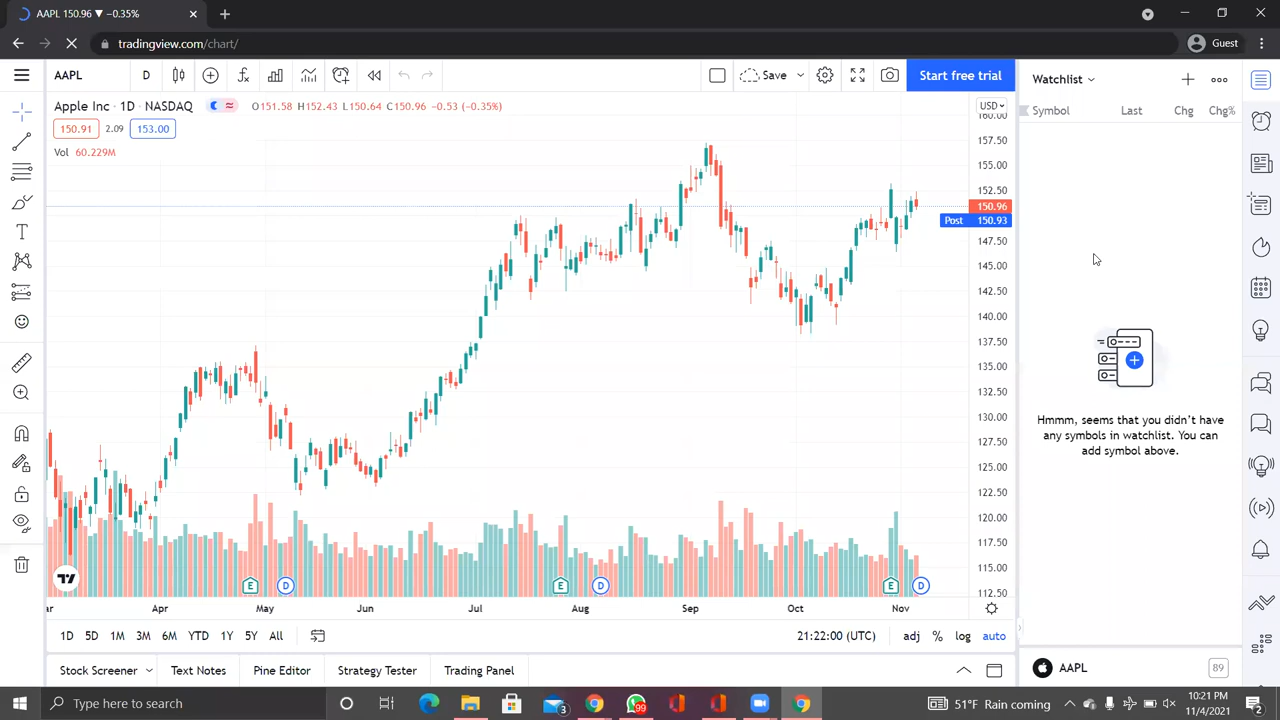 AAPL 150.96 ▼ −0.35%
tradingview.com/chart/
Guest
AAPL
D
Save
Start free trial
Watchlist
Apple Inc · 1D · NASDAQ
O151.58 H152.43 L150.64 C150.96 −0.53 (−0.35%)
USD
Symbol Last Chg Chg%
150.91 2.09 153.00
Vol 60.229M
160.00
157.50
155.00
152.50
150.96
Post 150.93
147.50
145.00
142.50
140.00
137.50
135.00
132.50
130.00
127.50
125.00
122.50
120.00
117.50
115.00
112.50
Hmmm, seems that you didn't have
any symbols in watchlist. You can
add symbol above.
E D E D E D
Apr May Jun Jul Aug Sep Oct Nov
1D 5D 1M 3M 6M YTD 1Y 5Y All
21:22:00 (UTC)
adj % log auto
Stock Screener Text Notes Pine Editor Strategy Tester Trading Panel
AAPL
89
Type here to search
3
99
51°F Rain coming
10:21 PM
11/4/2021
2